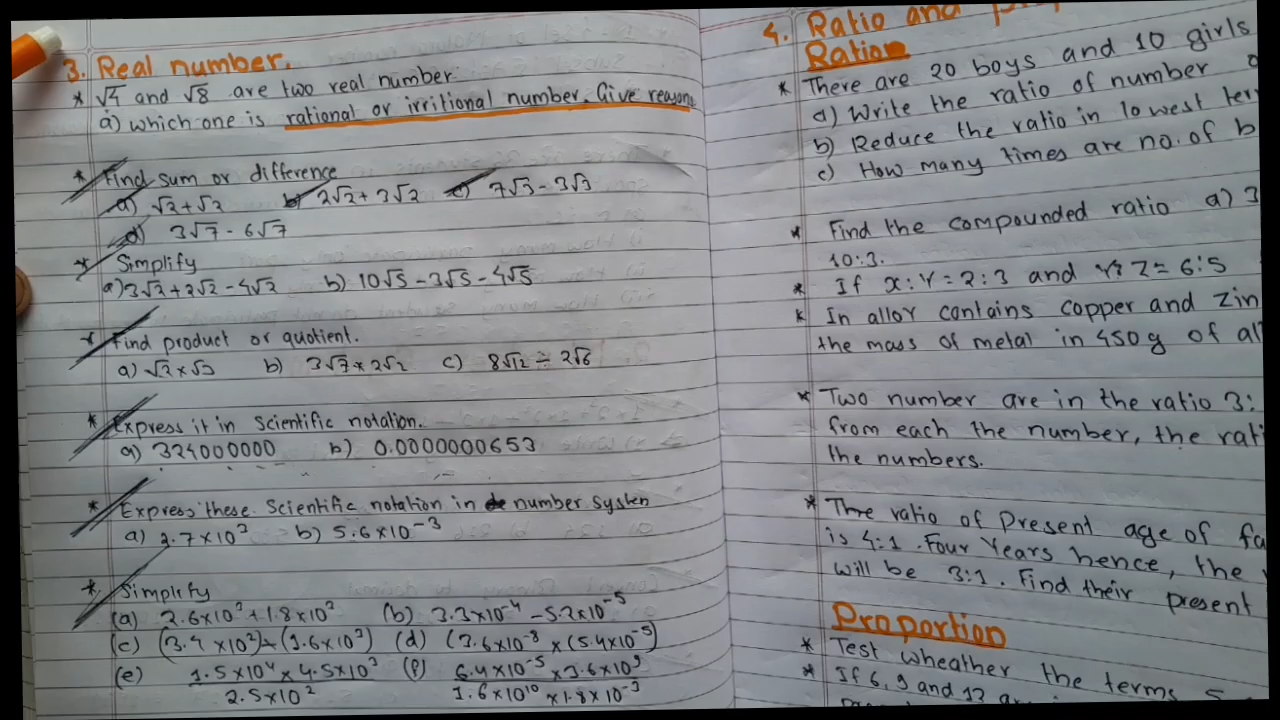 3. Real number.
* √4 and √8 are two real number.
a) which one is rational or irritional number. Give reasons
* Find sum or difference
a) √2+√2 b) 2√2+3√2 c) 7√3-3√3
d) 3√7-6√7
* Simplify
a) 3√2+2√2-4√2 b) 10√5-3√5-4√5
* Find product or quotient.
a) √2×√3 b) 3√7×2√2 c) 8√12÷2√6
* Express it in scientific notation.
a) 324000000 b) 0.0000000653
* Express these Scientific notation in number system
a) 2.7×10³ b) 5.6×10⁻³
* Simplify
(a) 2.6×10²+1.8×10² (b) 3.3×10⁻⁴-5.2×10⁻⁵
(c) (3.4×10²) (1.6×10³) (d) (3.6×10⁻⁸×(5.4×10⁻⁵)
(e) 1.5×10⁴×4.5×10³ (f) 6.4×10⁻⁵×3.6×10⁹
2.5×10² 1.6×10¹⁰×1.8×10⁻³
4. Ratio and
Ration
* There are 20 boys and 10 girls
a) Write the ratio of number
b) Reduce the ratio in lowest
c) How many times are no. of b
* Find the compounded ratio a) 3
10:3.
* If x:Y=2:3 and Y:Z=6:5
* In alloy contains copper and
the mass of metal in 450g of
* Two number are in the ratio 3:
from each the number, the
the numbers.
* The ratio of Present age of
is 4:1. Four Years hence, the
will be 3:1. Find their present
Proportion
* Test wheather the terms 5
* If 6, 9 and 12